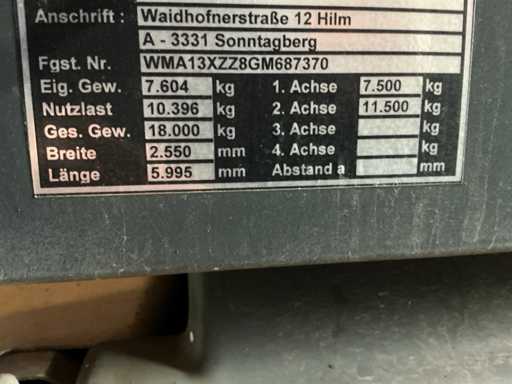 Anschrift : Waidhofnerstraße 12 Hilm
A - 3331 Sonntagberg
Fgst. Nr. WMA13XZZ8GM687370
Eig. Gew. 7.604 kg 1. Achse 7.500 kg
Nutzlast 10.396 kg 2. Achse 11.500 kg
Ges. Gew. 18.000 kg 3. Achse kg
Breite 2.550 mm 4. Achse kg
Länge 5.995 mm Abstand a mm